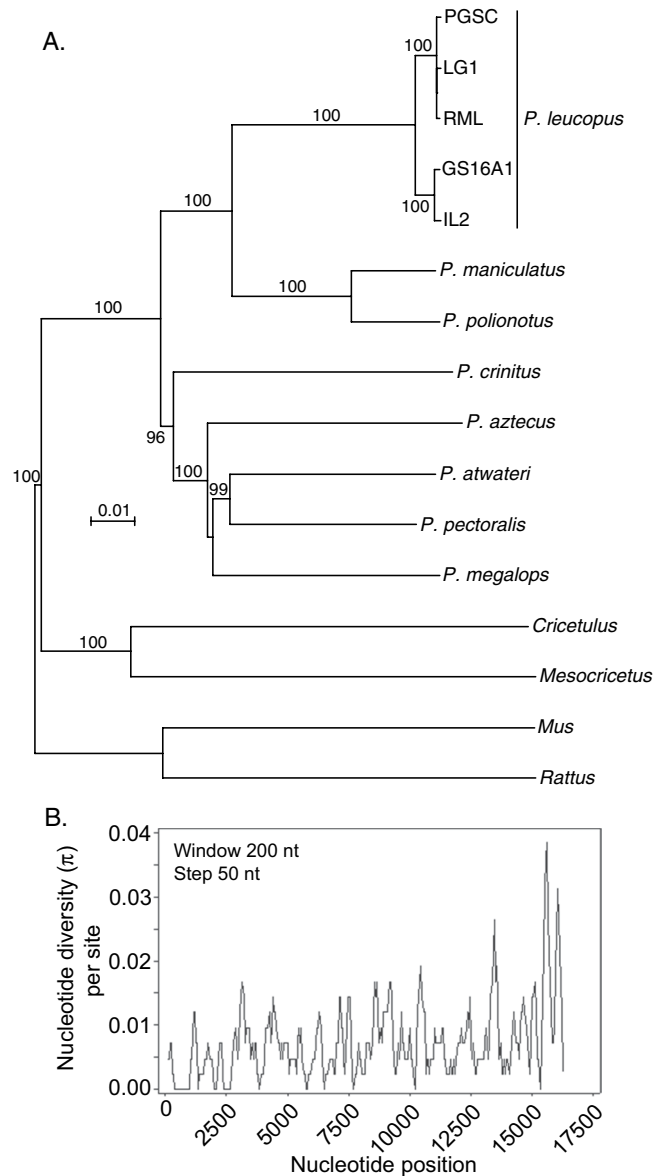 A.
PGSC
100
LG1
RML
P. leucopus
100
GS16A1
100
IL2
100
P. maniculatus
100
P. polionotus
100
P. crinitus
96
P. aztecus
100
99
P. atwateri
100
0.01
P. pectoralis
P. megalops
Cricetulus
100
Mesocricetus
Mus
Rattus
B.
0.04
0.03
0.02
0.01
0.00
Nucleotide diversity (π)
per site
Window 200 nt
Step 50 nt
0
2500
5000
7500
10000
12500
15000
17500
Nucleotide position